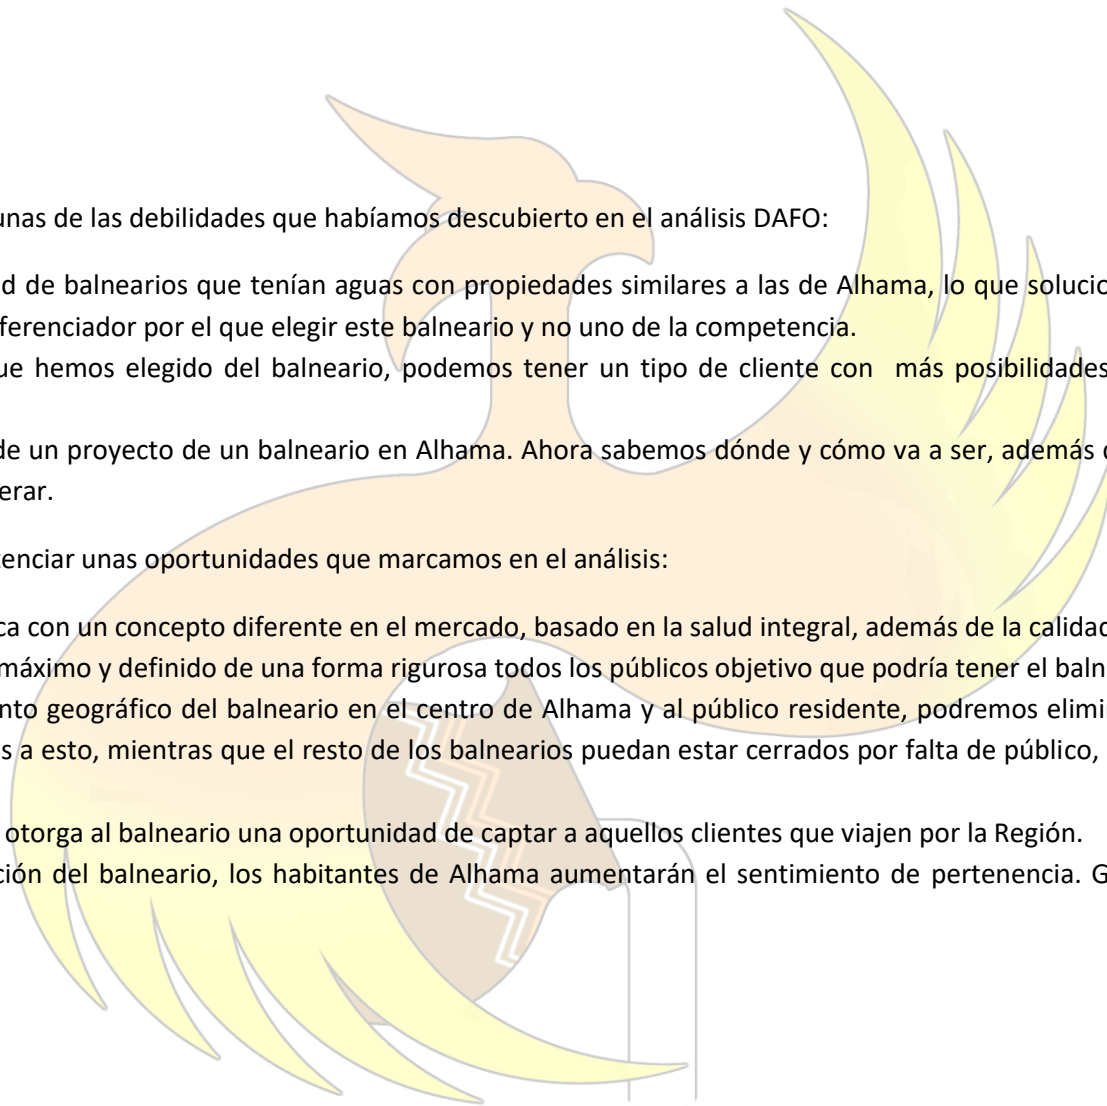 unas de las debilidades que habíamos descubierto en el análisis DAFO:
d de balnearios que tenían aguas con propiedades similares a las de Alhama, lo que solucio
ferenciador por el que elegir este balneario y no uno de la competencia.
ue hemos elegido del balneario, podemos tener un tipo de cliente con más posibilidades
de un proyecto de un balneario en Alhama. Ahora sabemos dónde y cómo va a ser, además
erar.
tenciar unas oportunidades que marcamos en el análisis:
ca con un concepto diferente en el mercado, basado en la salud integral, además de la calidad
máximo y definido de una forma rigurosa todos los públicos objetivo que podría tener el baln
nto geográfico del balneario en el centro de Alhama y al público residente, podremos elimi
s a esto, mientras que el resto de los balnearios puedan estar cerrados por falta de público,
otorga al balneario una oportunidad de captar a aquellos clientes que viajen por la Región.
ción del balneario, los habitantes de Alhama aumentarán el sentimiento de pertenencia. G